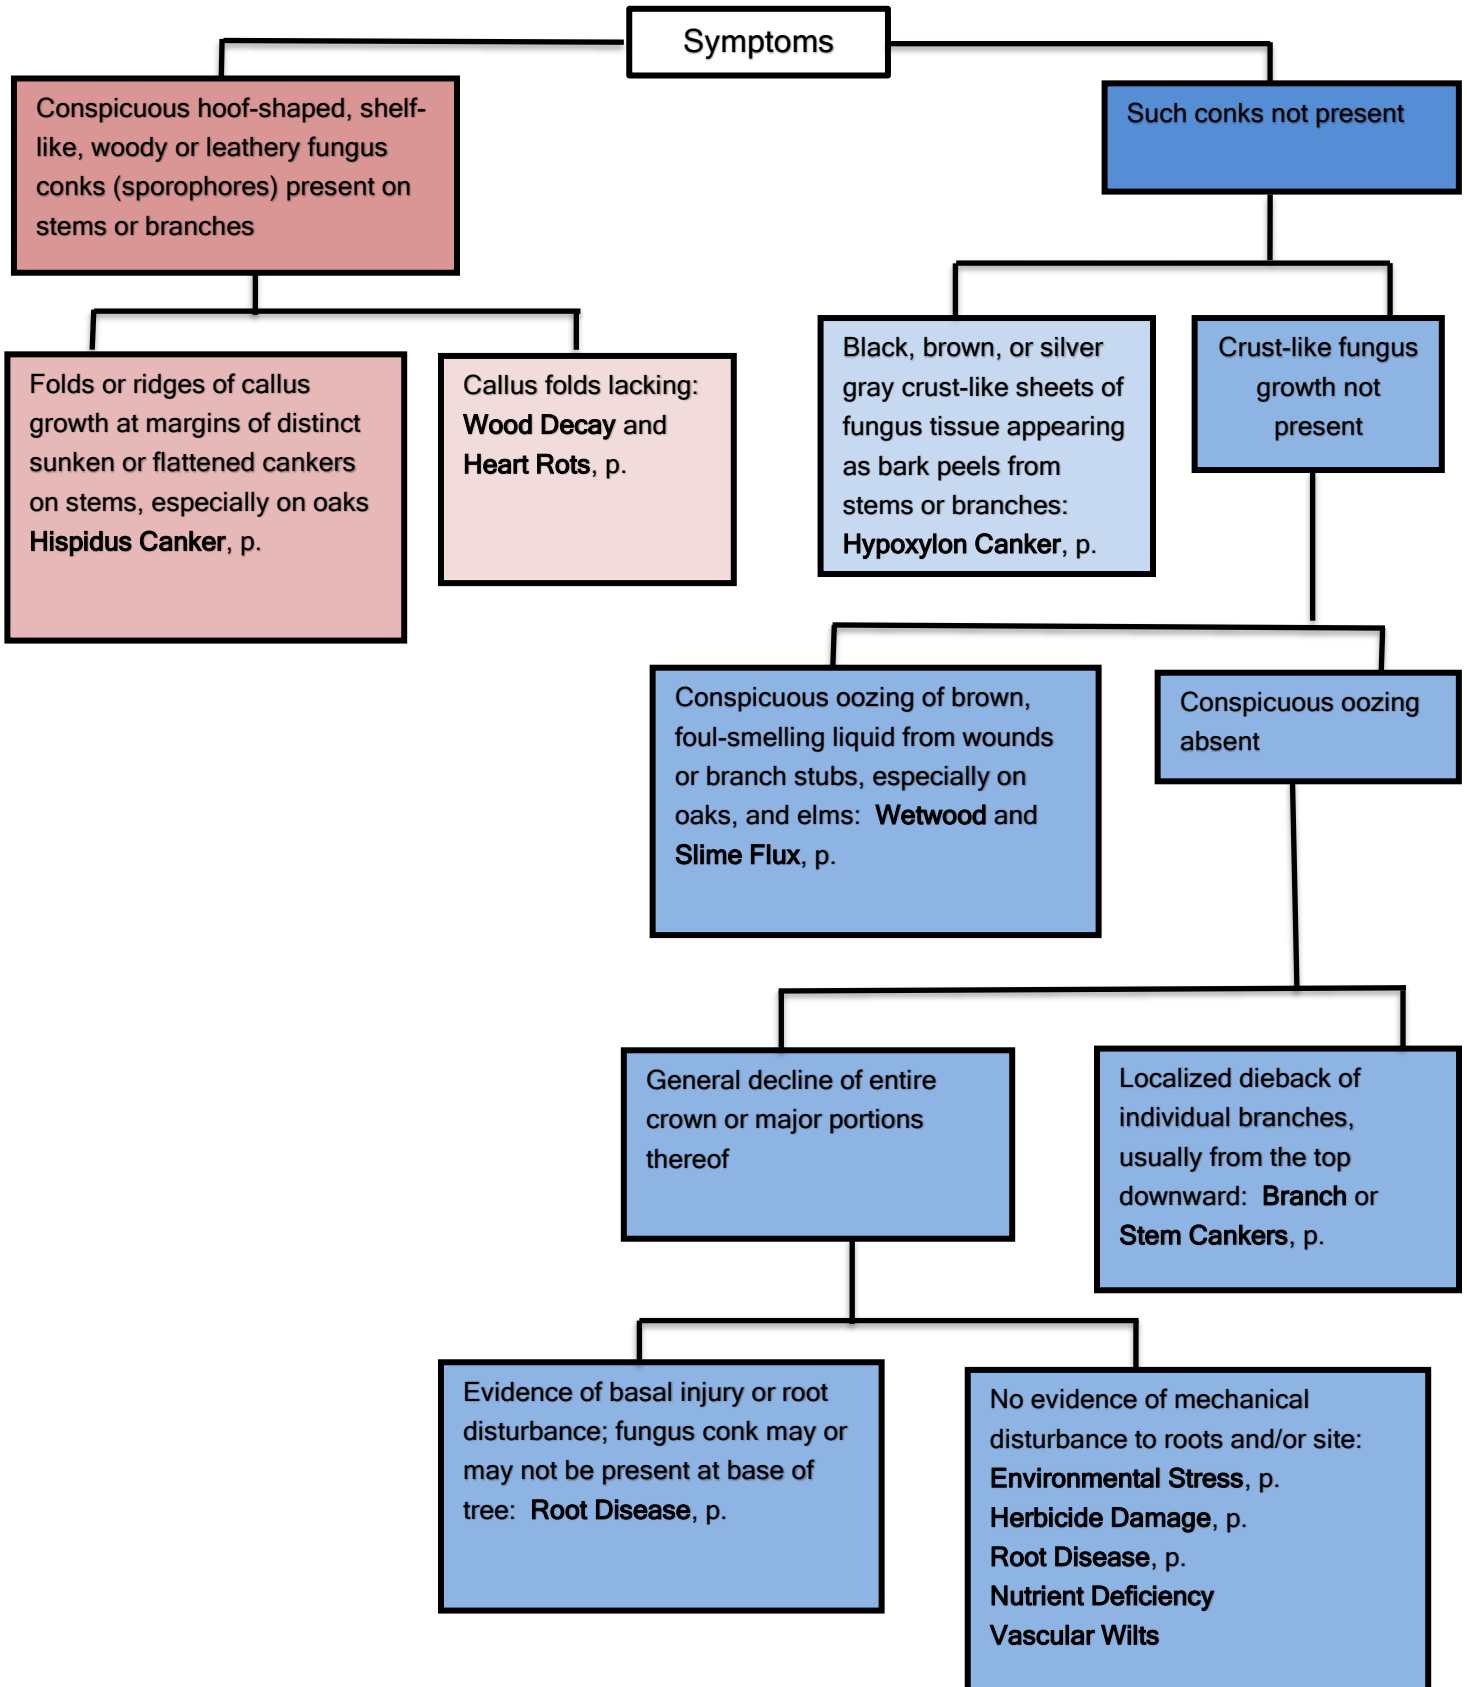 Symptoms
Conspicuous hoof-shaped, shelf-
like, woody or leathery fungus
conks (sporophores) present on
stems or branches
Such conks not present
Folds or ridges of callus
growth at margins of distinct
sunken or flattened cankers
on stems, especially on oaks
Hispidus Canker, p.
Callus folds lacking:
Wood Decay and
Heart Rots, p.
Black, brown, or silver
gray crust-like sheets of
fungus tissue appearing
as bark peels from
stems or branches:
Hypoxylon Canker, p.
Crust-like fungus
growth not
present
Conspicuous oozing of brown,
foul-smelling liquid from wounds
or branch stubs, especially on
oaks, and elms:  Wetwood and
Slime Flux, p.
Conspicuous oozing
absent
General decline of entire
crown or major portions
thereof
Localized dieback of
individual branches,
usually from the top
downward:  Branch or
Stem Cankers, p.
Evidence of basal injury or root
disturbance; fungus conk may or
may not be present at base of
tree:  Root Disease, p.
No evidence of mechanical
disturbance to roots and/or site:
Environmental Stress, p.
Herbicide Damage, p.
Root Disease, p.
Nutrient Deficiency
Vascular Wilts